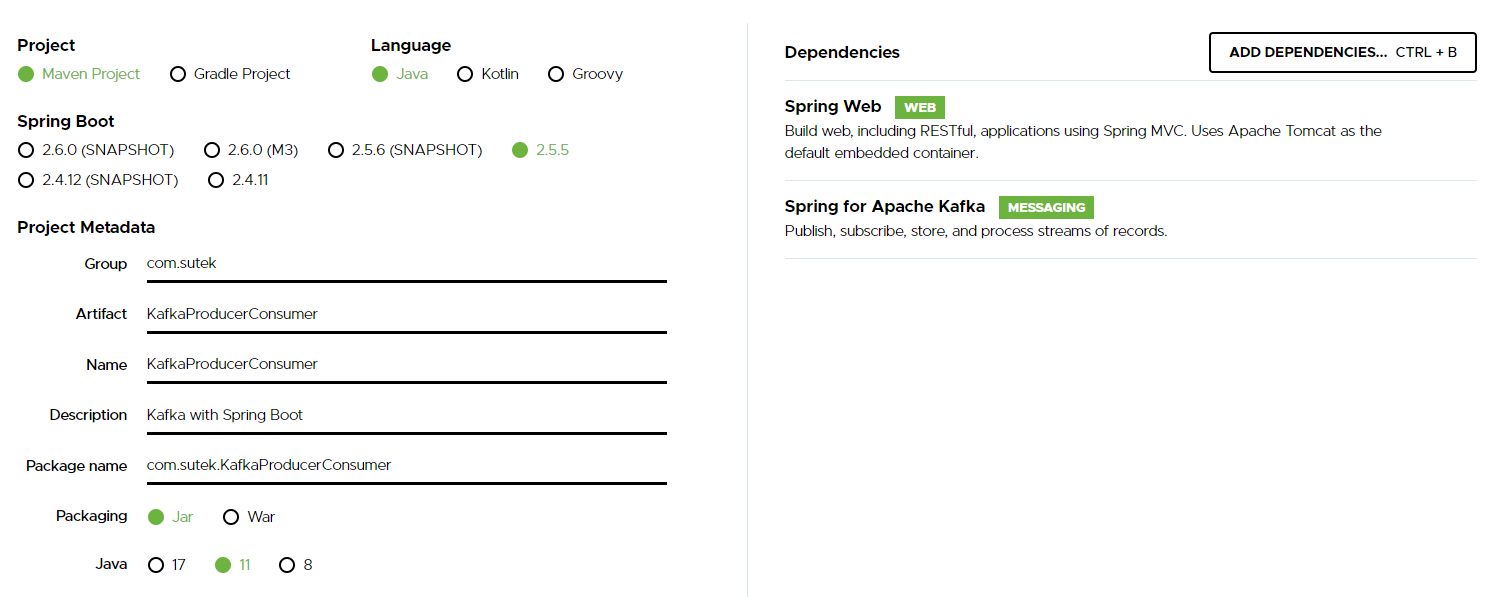 Project
Maven Project Gradle Project
Language
Java Kotlin Groovy
Spring Boot
2.6.0 (SNAPSHOT) 2.6.0 (M3) 2.5.6 (SNAPSHOT) 2.5.5
2.4.12 (SNAPSHOT) 2.4.11
Project Metadata
Group com.sutek
Artifact KafkaProducerConsumer
Name KafkaProducerConsumer
Description Kafka with Spring Boot
Package name com.sutek.KafkaProducerConsumer
Packaging Jar War
Java 17 11 8
Dependencies
ADD DEPENDENCIES... CTRL + B
Spring Web WEB
Build web, including RESTful, applications using Spring MVC. Uses Apache Tomcat as the
default embedded container.
Spring for Apache Kafka MESSAGING
Publish, subscribe, store, and process streams of records.